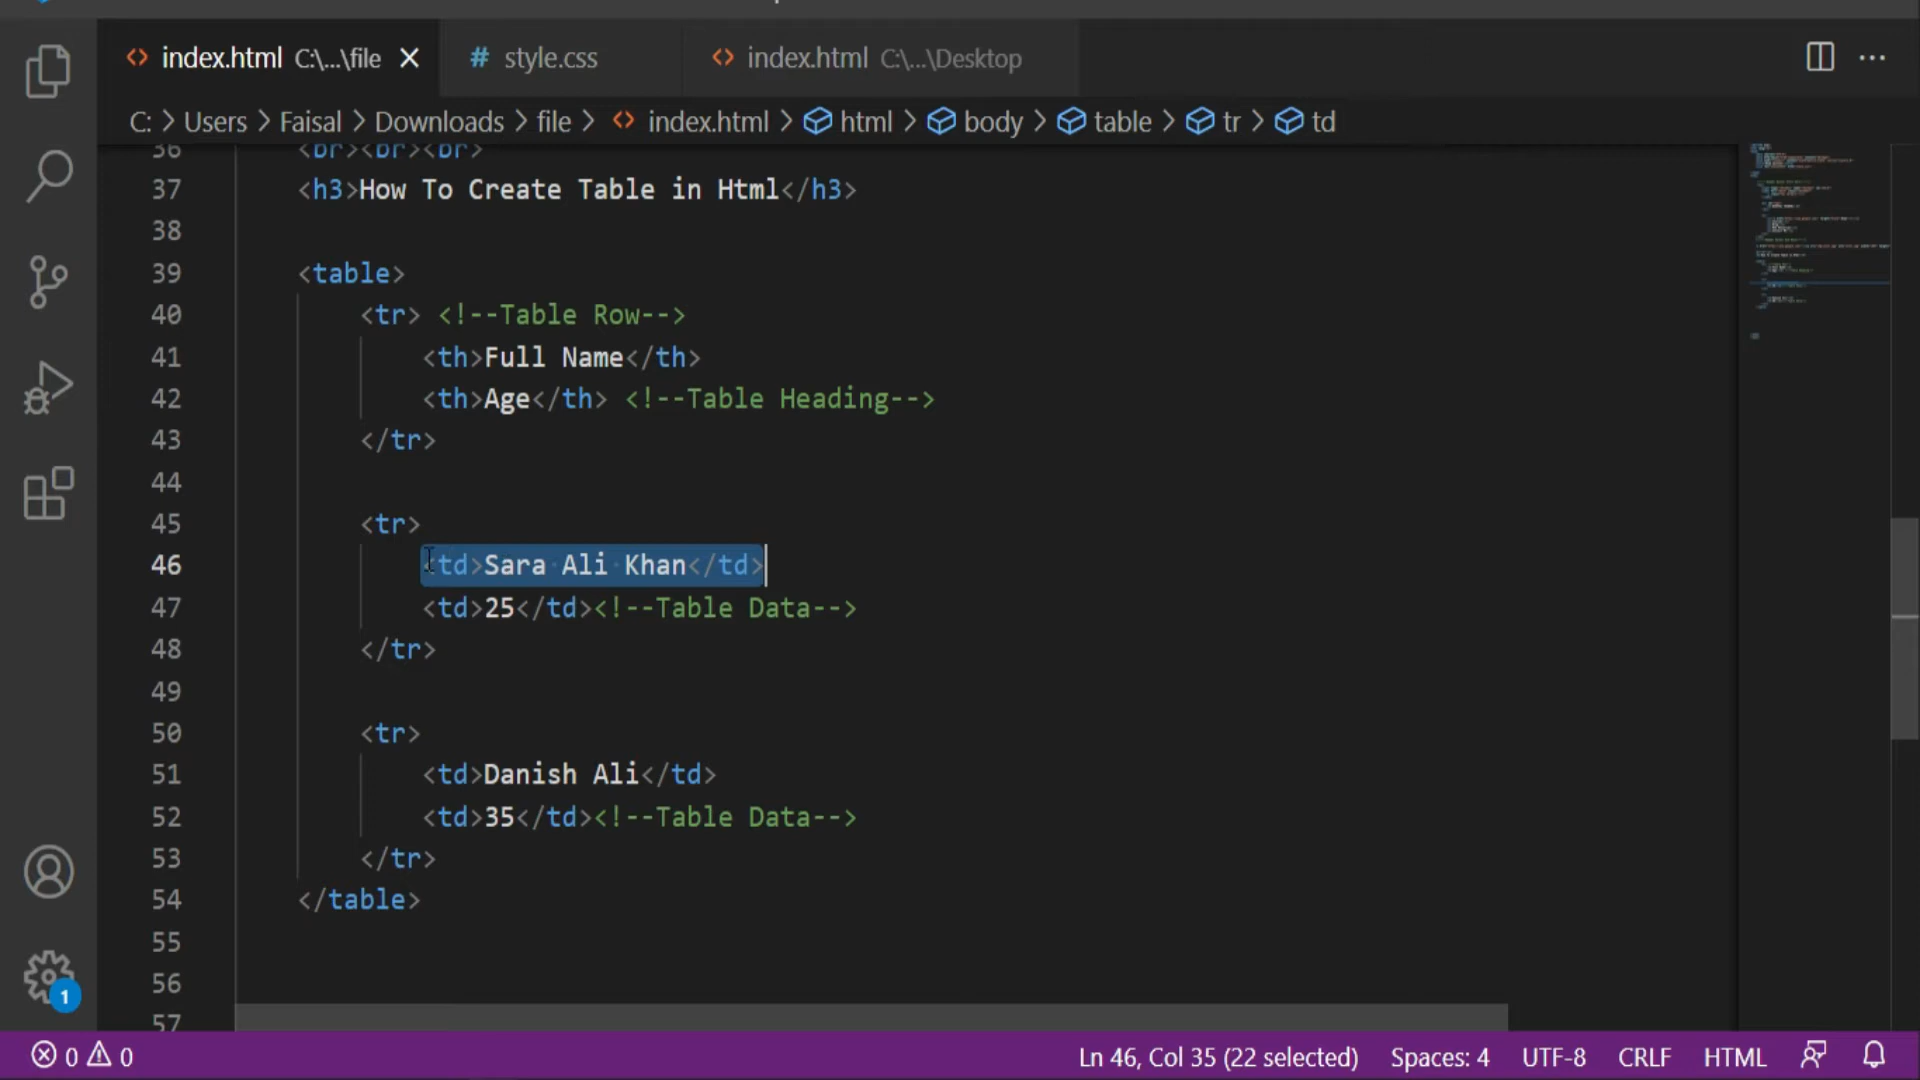 index.html C:\...\file style.css index.html C:\...\Desktop
C: > Users > Faisal > Downloads > file > index.html > html > body > table > tr > td
36 <br><br><br>
37 <h3>How To Create Table in Html</h3>
38
39 <table>
40 <tr> <!--Table Row-->
41 <th>Full Name</th>
42 <th>Age</th> <!--Table Heading-->
43 </tr>
44
45 <tr>
46 <td>Sara Ali Khan</td>
47 <td>25</td><!--Table Data-->
48 </tr>
49
50 <tr>
51 <td>Danish Ali</td>
52 <td>35</td><!--Table Data-->
53 </tr>
54 </table>
55
56
57
1
0 0 Ln 46, Col 35 (22 selected) Spaces: 4 UTF-8 CRLF HTML